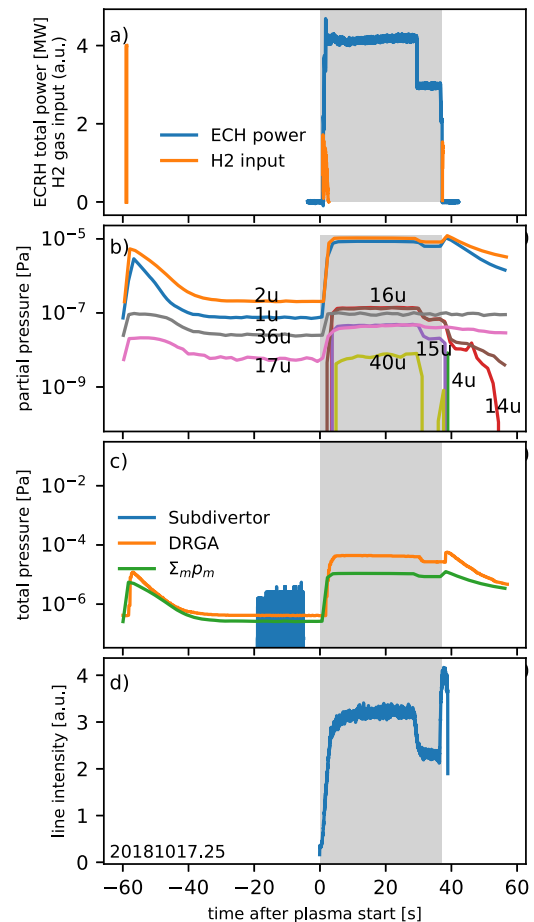 ECRH total power [MW]
H2 gas input (a.u.)
a)
4
2
0
ECH power
H2 input
b)
partial pressure [Pa]
10⁻⁵
10⁻⁷
10⁻⁹
2u
1u
36u
17u
16u
15u
40u
4u
14u
c)
total pressure [Pa]
10⁻²
10⁻⁴
10⁻⁶
Subdivertor
DRGA
Σₘpₘ
d)
line intensity [a.u.]
4
3
2
1
0
20181017.25
−60 −40 −20 0 20 40 60
time after plasma start [s]